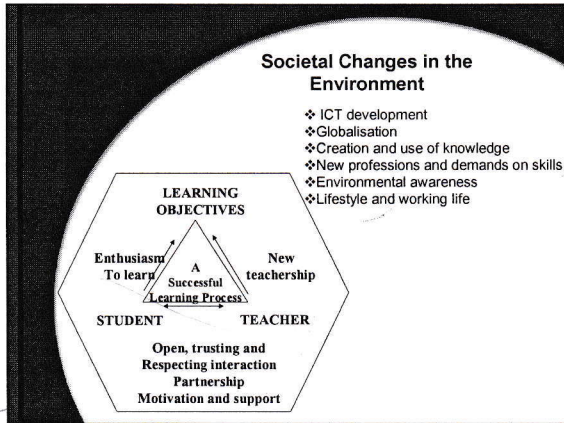 Societal Changes in the
Environment
❖ ICT development
❖Globalisation
❖Creation and use of knowledge
❖New professions and demands on skills
❖Environmental awareness
❖Lifestyle and working life
LEARNING
OBJECTIVES
Enthusiasm
To learn
New
teachership
A
Successful
Learning Process
STUDENT
TEACHER
Open, trusting and
Respecting interaction
Partnership
Motivation and support